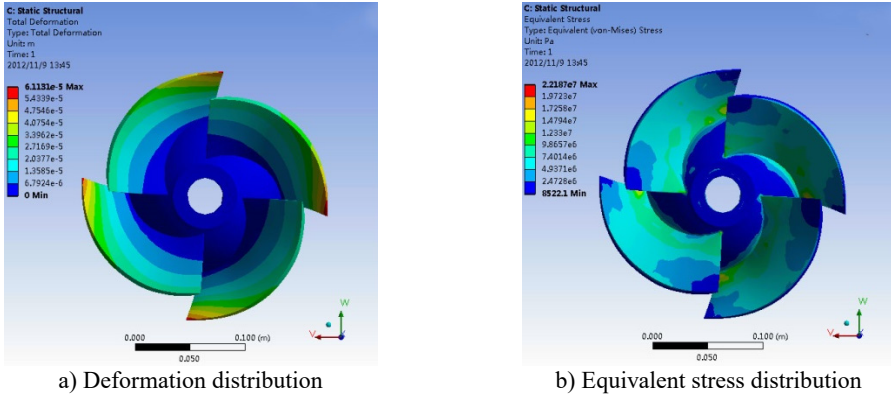 C: Static Structural
Total Deformation
Type: Total Deformation
Unit: m
Time: 1
2012/11/9 13:45
6.1131e-5 Max
5.4339e-5
4.7546e-5
4.0754e-5
3.3962e-5
2.7169e-5
2.0377e-5
1.3585e-5
6.7924e-6
0 Min
0.000
0.100 (m)
0.050
W
V
a) Deformation distribution
C: Static Structural
Equivalent Stress
Type: Equivalent (von-Mises) Stress
Unit: Pa
Time: 1
2012/11/9 13:45
2.2187e7 Max
1.9723e7
1.7258e7
1.4794e7
1.233e7
9.8657e6
7.4014e6
4.9371e6
2.4728e6
8522.1 Min
0.000
0.100 (m)
0.050
W
V
b) Equivalent stress distribution